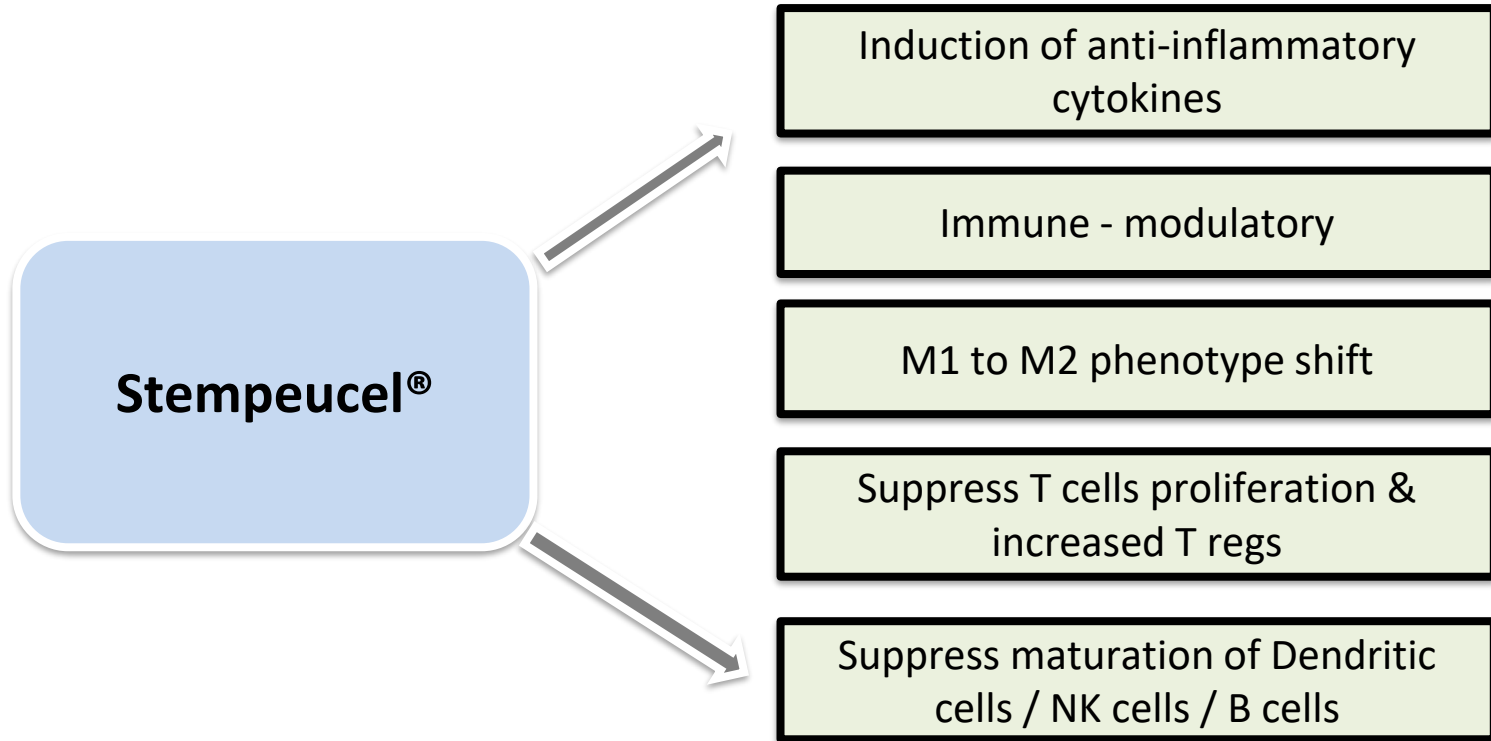 Induction of anti-inflammatory
cytokines
Immune - modulatory
Stempeucel®
M1 to M2 phenotype shift
Suppress T cells proliferation &
increased T regs
Suppress maturation of Dendritic
cells / NK cells / B cells